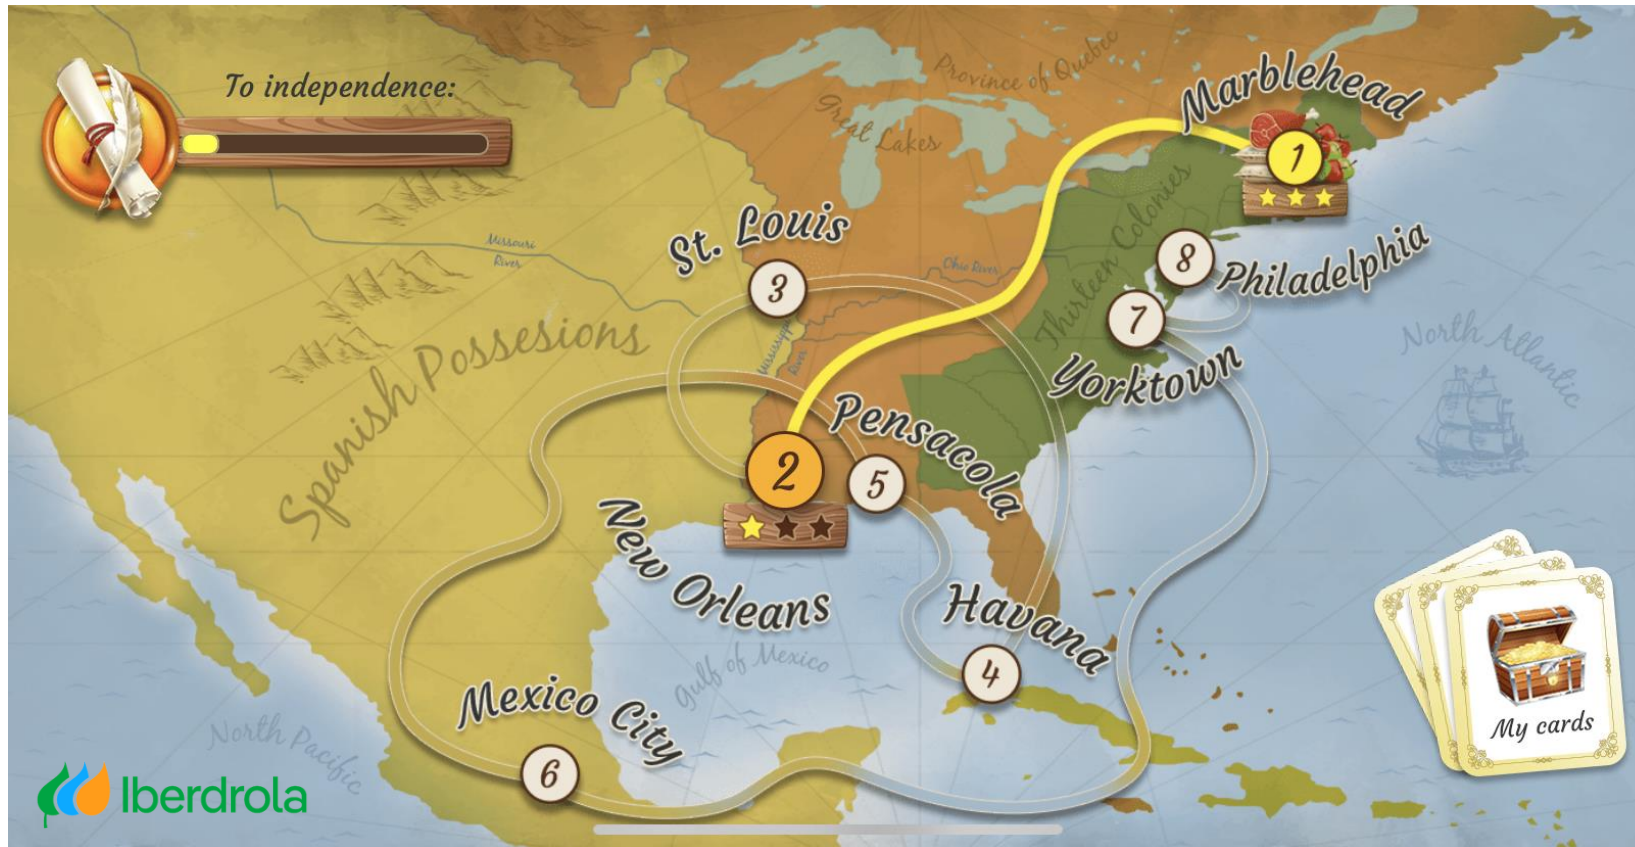 To independence:
Province of Quebec
Great Lakes
Marblehead
1
St. Louis
3
Missouri
River
Ohio River
Thirteen Colonies
8
Philadelphia
7
Yorktown
Mississippi
River
Spanish Possesions
North Atlantic
2
Pensacola
5
New Orleans
Havana
4
Gulf of Mexico
Mexico City
6
North Pacific
My cards
Iberdrola